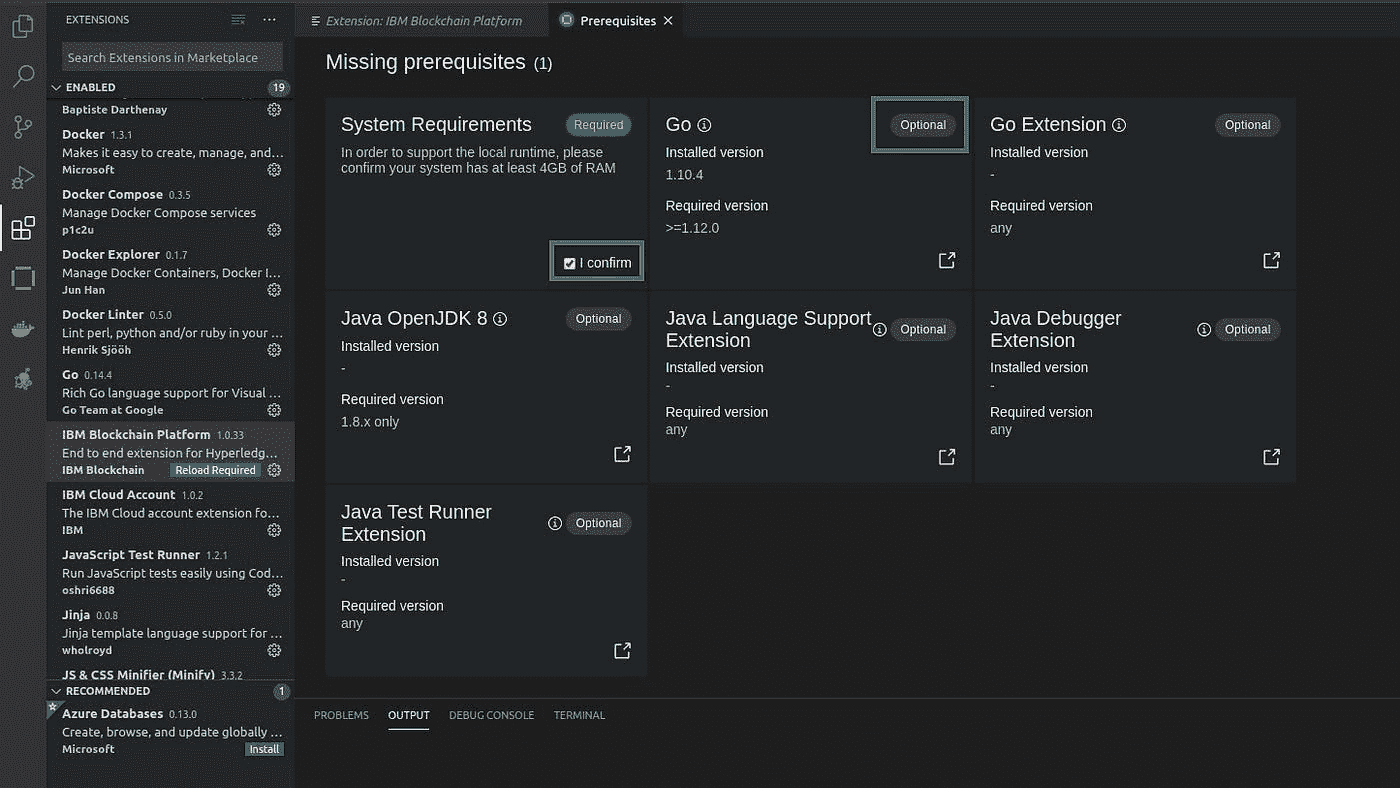 EXTENSIONS
Search Extensions in Marketplace
ENABLED 19
Baptiste Darthenay
Docker 1.3.1
Makes it easy to create, manage, and...
Microsoft
Docker Compose 0.3.5
Manage Docker Compose services
p1c2u
Docker Explorer 0.1.7
Manage Docker Containers, Docker I...
Jun Han
Docker Linter 0.5.0
Lint perl, python and/or ruby in your ...
Henrik Sjööh
Go 0.14.4
Rich Go language support for Visual ...
Go Team at Google
IBM Blockchain Platform 1.0.33
End to end extension for Hyperledg...
IBM Blockchain Reload Required
IBM Cloud Account 1.0.2
The IBM Cloud account extension fo...
IBM
JavaScript Test Runner 1.2.1
Run JavaScript tests easily using Cod...
oshri6688
Jinja 0.0.8
Jinja template language support for ...
wholroyd
JS & CSS Minifier (Minify) 3.3.2
RECOMMENDED 1
Azure Databases 0.13.0
Create, browse, and update globally ...
Microsoft Install
Extension: IBM Blockchain Platform
Prerequisites
Missing prerequisites (1)
System Requirements Required
In order to support the local runtime, please
confirm your system has at least 4GB of RAM
I confirm
Go Optional
Installed version
1.10.4
Required version
>=1.12.0
Go Extension Optional
Installed version
-
Required version
any
Java OpenJDK 8 Optional
Installed version
-
Required version
1.8.x only
Java Language Support
Extension Optional
Installed version
-
Required version
any
Java Debugger
Extension Optional
Installed version
-
Required version
any
Java Test Runner
Extension Optional
Installed version
-
Required version
any
PROBLEMS OUTPUT DEBUG CONSOLE TERMINAL